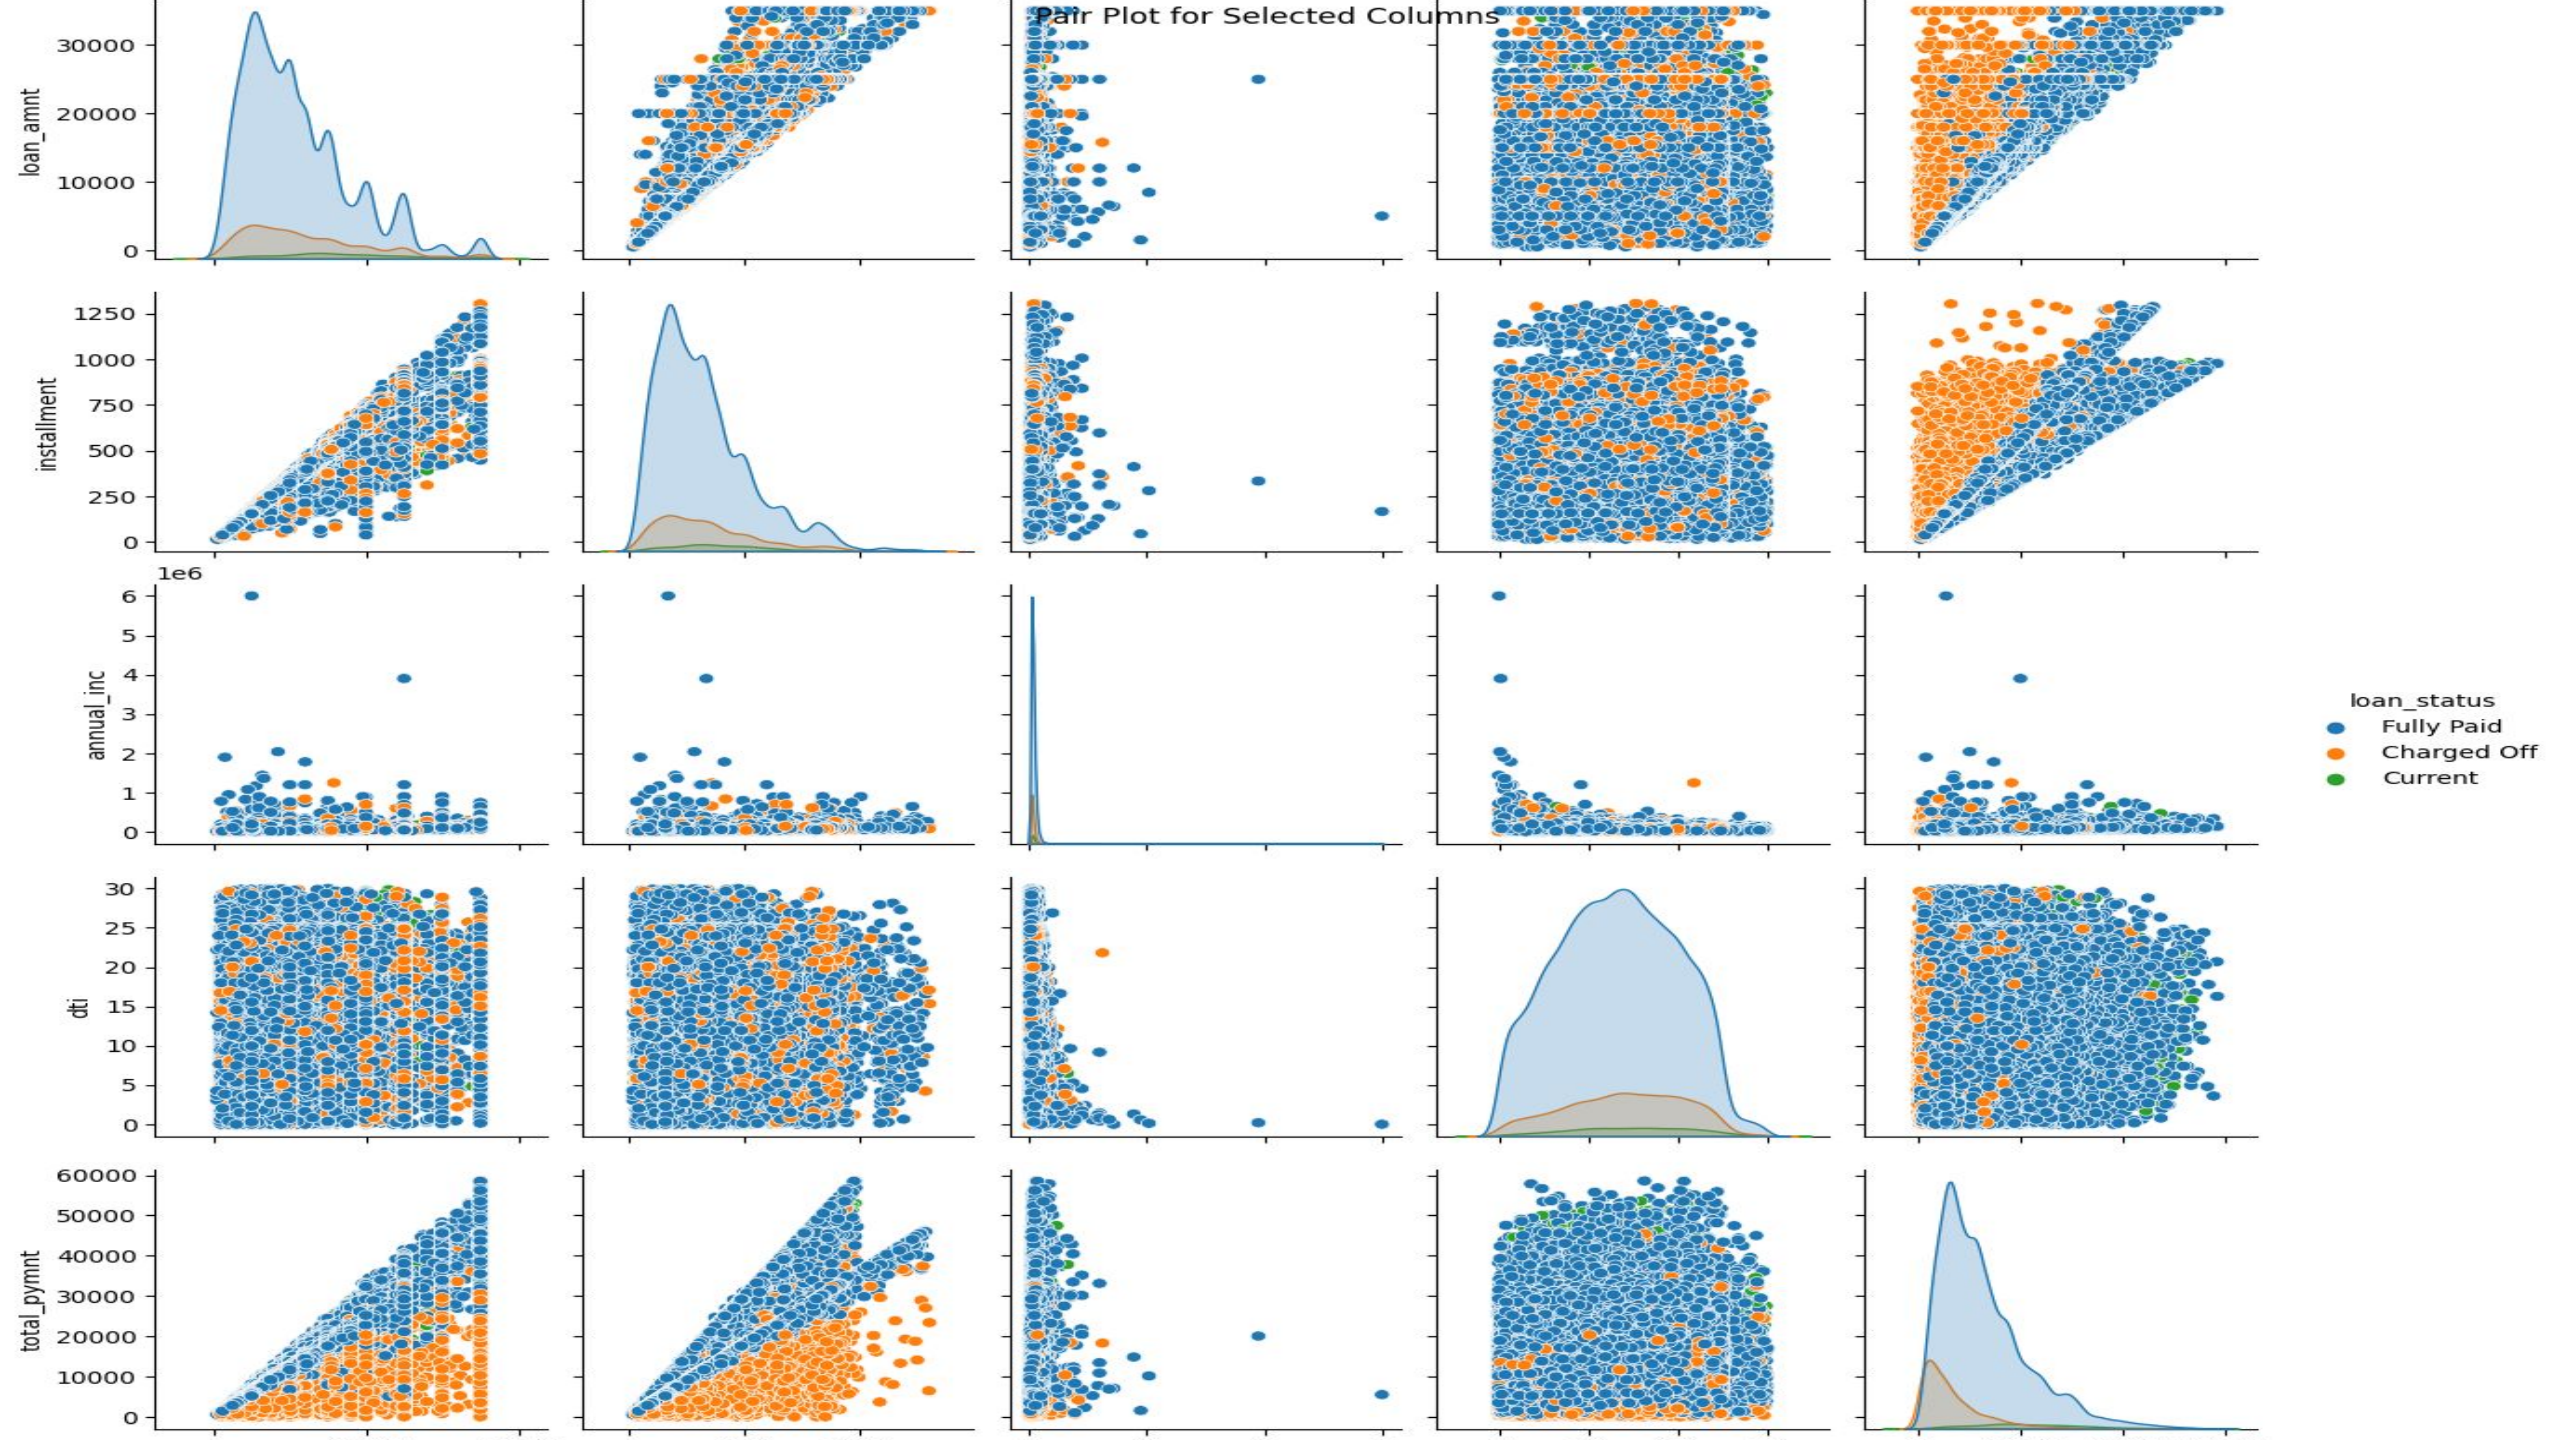 Pair Plot for Selected Columns
30000
20000
10000
0
loan_amnt
1250
1000
750
500
250
0
installment
1e6
6
5
4
3
2
1
0
annual_inc
loan_status
Fully Paid
Charged Off
Current
30
25
20
15
10
5
0
dti
60000
50000
40000
30000
20000
10000
0
total_pymnt